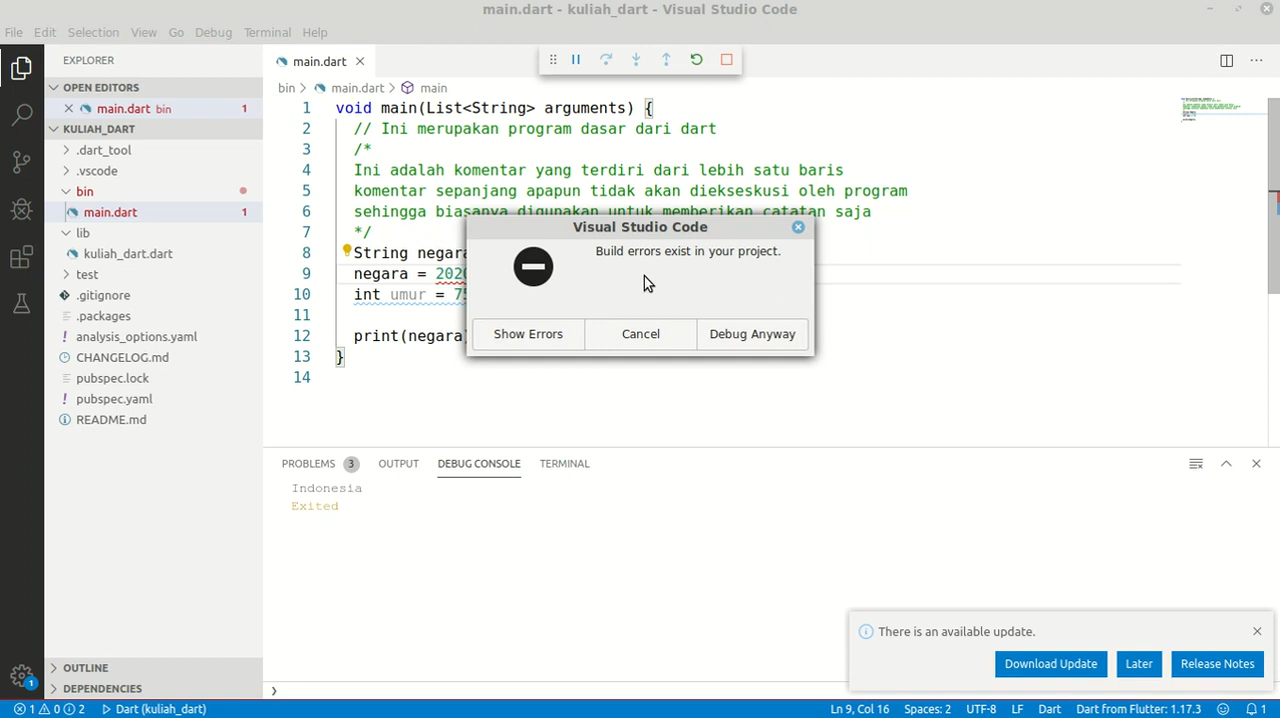 main.dart - kuliah_dart - Visual Studio Code
File Edit Selection View Go Debug Terminal Help
EXPLORER
OPEN EDITORS
main.dart bin 1
KULIAH_DART
.dart_tool
.vscode
bin
main.dart 1
lib
kuliah_dart.dart
test
.gitignore
.packages
analysis_options.yaml
CHANGELOG.md
pubspec.lock
pubspec.yaml
README.md
OUTLINE
DEPENDENCIES
1
main.dart
bin > main.dart > main
1 void main(List<String> arguments) {
2 // Ini merupakan program dasar dari dart
3 /*
4 Ini adalah komentar yang terdiri dari lebih satu baris
5 komentar sepanjang apapun tidak akan diekseskusi oleh program
6 sehingga biasanya digunakan untuk memberikan catatan saja
7 */
8 String negara
9 negara = 2020
10 int umur = 75
11
12 print(negara)
13 }
14
Visual Studio Code
Build errors exist in your project.
Show Errors Cancel Debug Anyway
PROBLEMS 3 OUTPUT DEBUG CONSOLE TERMINAL
Indonesia
Exited
There is an available update.
Download Update Later Release Notes
1 0 2 Dart (kuliah_dart) Ln 9, Col 16 Spaces: 2 UTF-8 LF Dart Dart from Flutter: 1.17.3 1